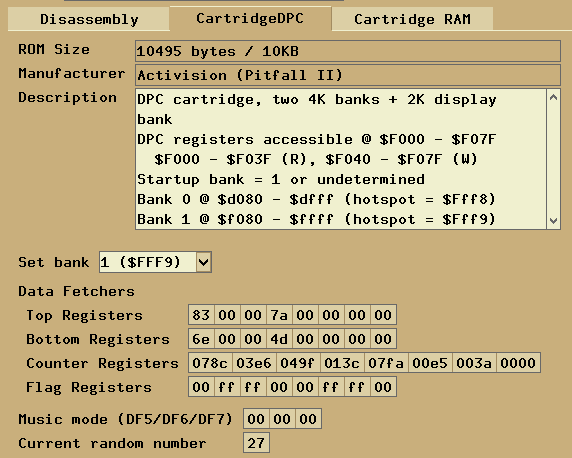 Disassembly CartridgeDPC Cartridge RAM
ROM Size 10495 bytes / 10KB
Manufacturer Activision (Pitfall II)
Description DPC cartridge, two 4K banks + 2K display
bank
DPC registers accessible @ $F000 - $F07F
$F000 - $F03F (R), $F040 - $F07F (W)
Startup bank = 1 or undetermined
Bank 0 @ $d080 - $dfff (hotspot = $Fff8)
Bank 1 @ $f080 - $ffff (hotspot = $Fff9)
Set bank 1 ($FFF9)
Data Fetchers
Top Registers 83 00 00 7a 00 00 00 00
Bottom Registers 6e 00 00 4d 00 00 00 00
Counter Registers 078c 03e6 049f 013c 07fa 00e5 003a 0000
Flag Registers 00 ff ff 00 00 ff ff 00
Music mode (DF5/DF6/DF7) 00 00 00
Current random number 27